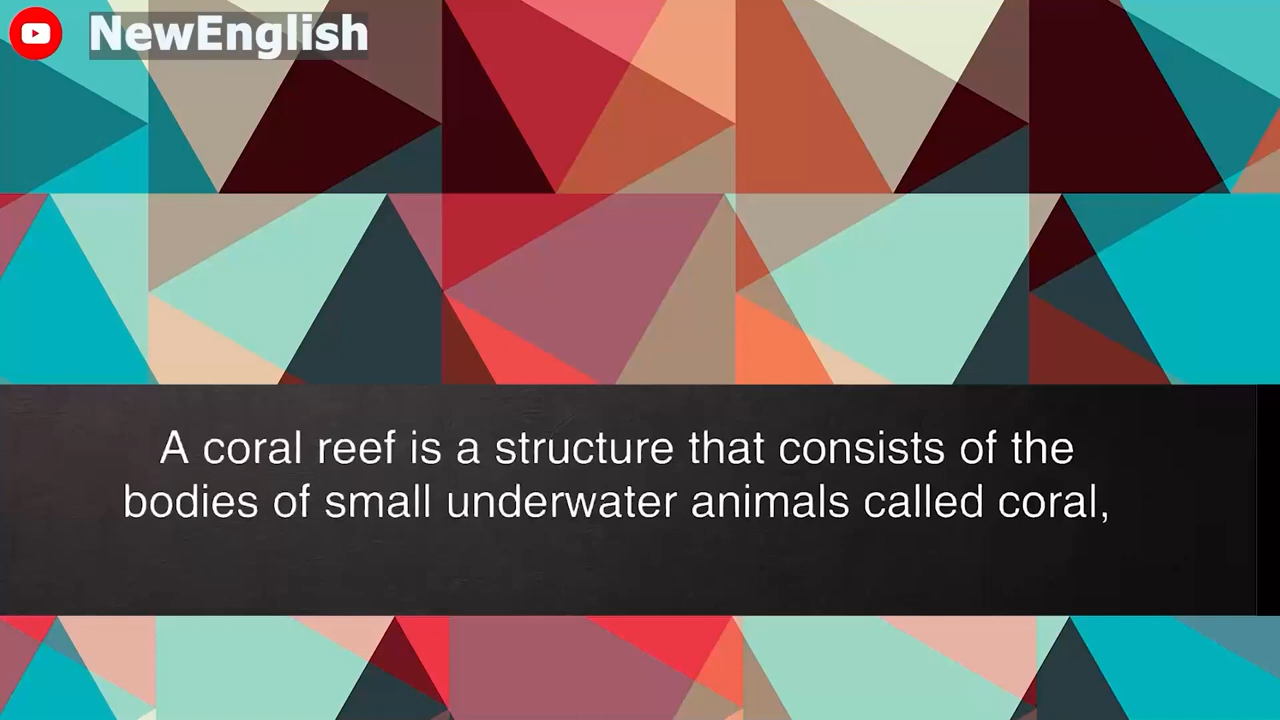 NewEnglish
A coral reef is a structure that consists of the
bodies of small underwater animals called coral,